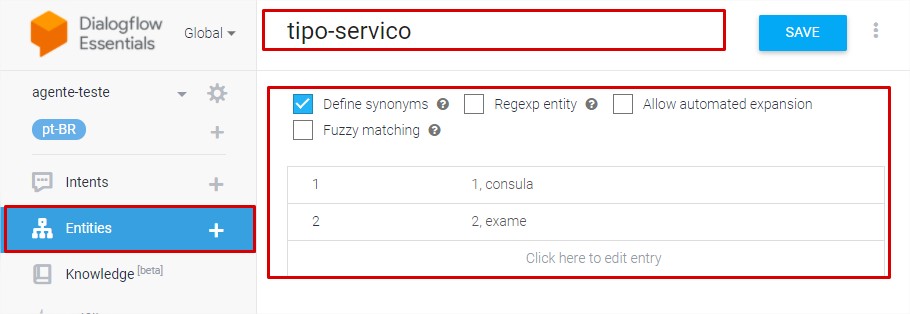 Dialogflow
Essentials
Global
tipo-servico
SAVE
agente-teste
pt-BR
Define synonyms
Regexp entity
Allow automated expansion
Fuzzy matching
Intents
Entities
Knowledge [beta]
1 1, consula
2 2, exame
Click here to edit entry